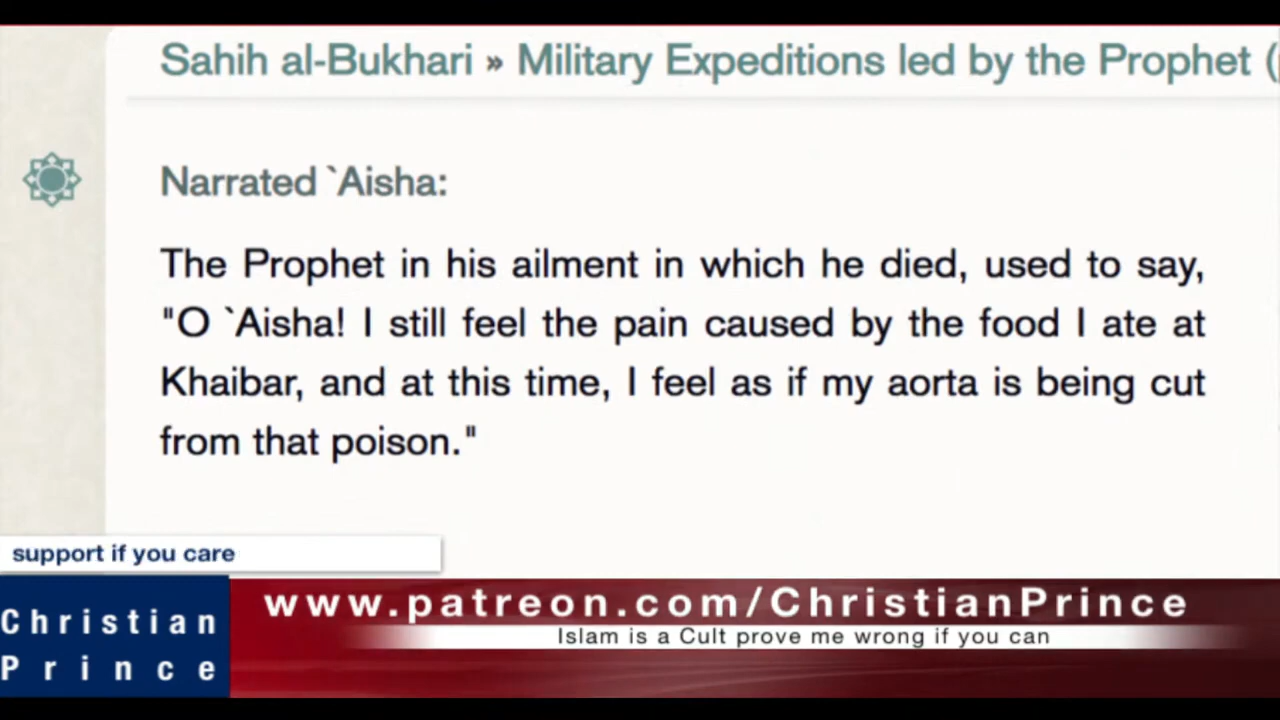 Sahih al-Bukhari » Military Expeditions led by the Prophet (
Narrated `Aisha:
The Prophet in his ailment in which he died, used to say,
"O `Aisha! I still feel the pain caused by the food I ate at
Khaibar, and at this time, I feel as if my aorta is being cut
from that poison."
support if you care
Christian
Prince
www.patreon.com/ChristianPrince
Islam is a Cult prove me wrong if you can